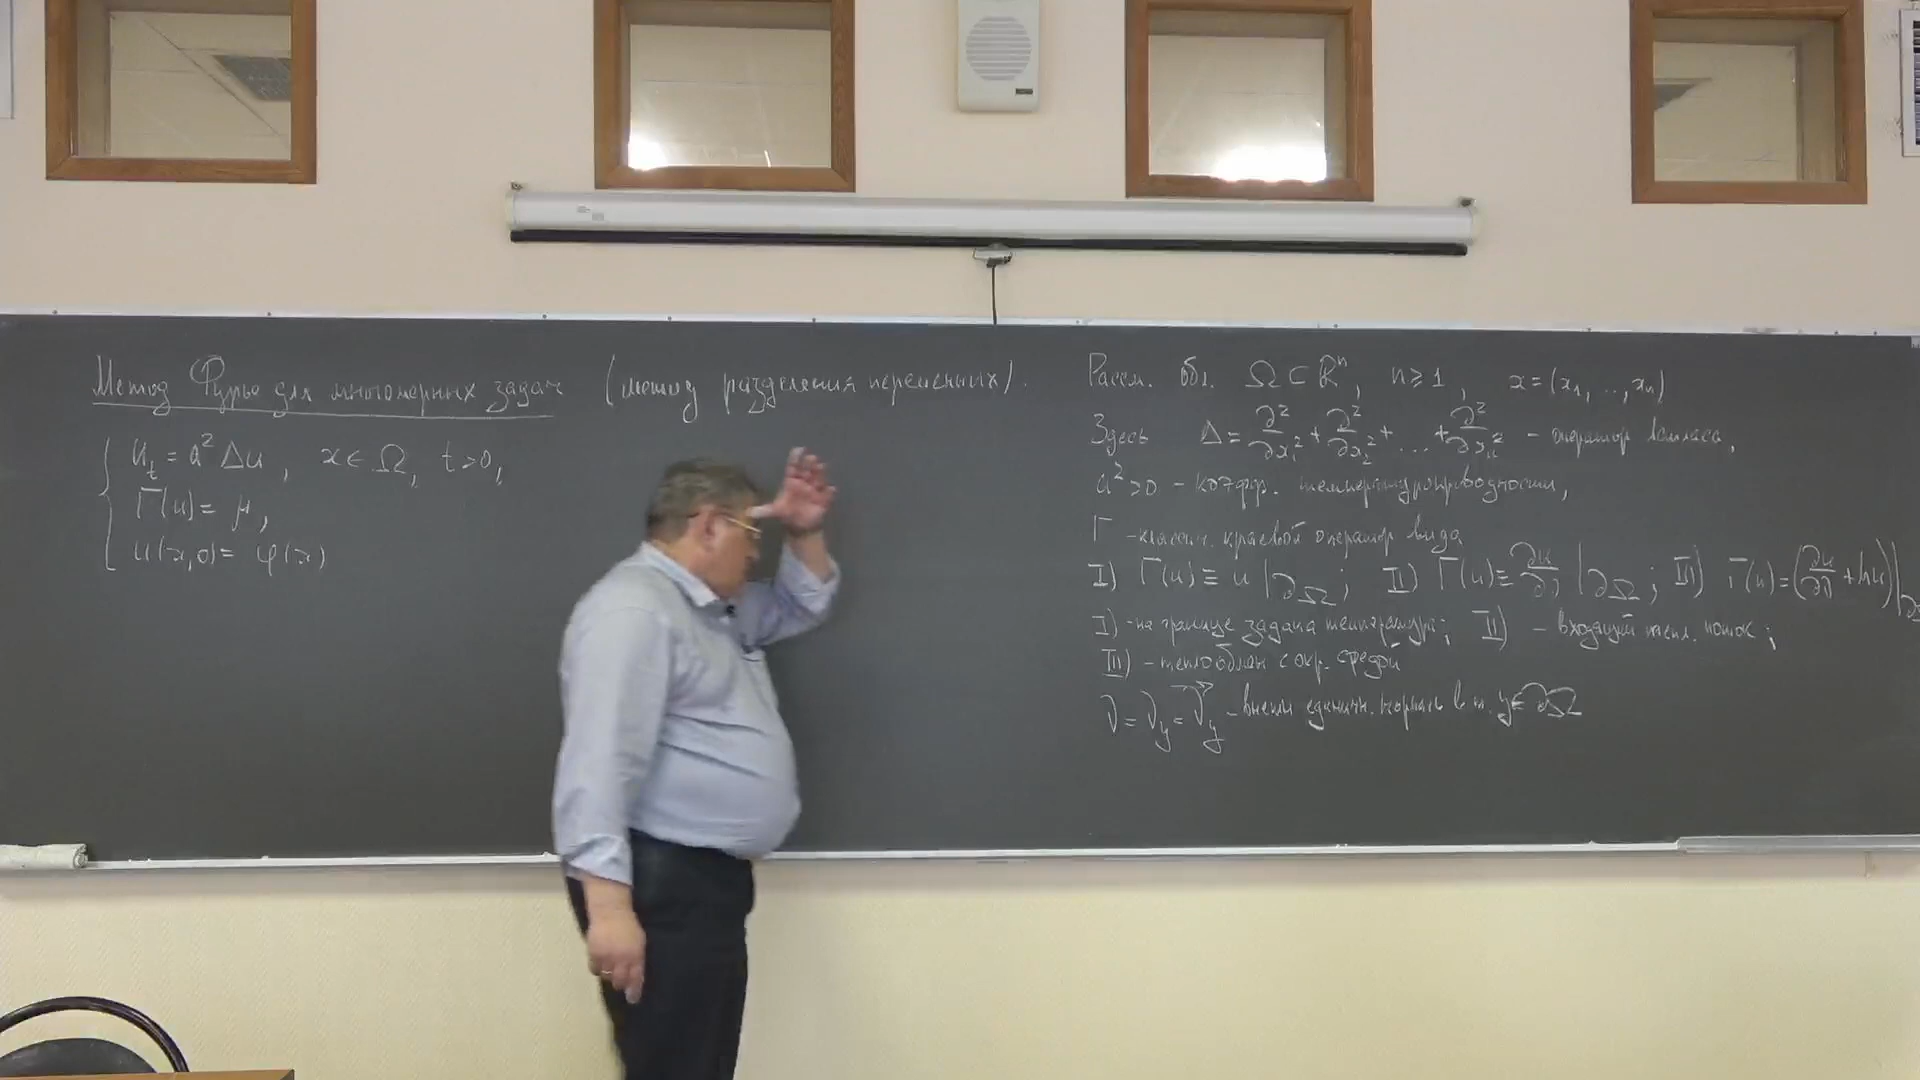 Метод Фурье для многомерных задач (метод разделения переменных).
u_t = a² Δu, x ∈ Ω, t > 0,
Γ(u) = μ,
u(x,0) = φ(x)
Рассм. обл. Ω ⊂ ℝⁿ, n ≥ 1, x = (x₁, ..., xₙ)
Здесь Δ = ∂²/∂x₁² + ∂²/∂x₂² + ... + ∂²/∂xₙ² - оператор Лапласа,
a² > 0 - коэфф. температуропроводности,
Γ - классич. краевой оператор вида
I) Γ(u) ≡ u |∂Ω; II) Γ(u) ≡ ∂u/∂ν |∂Ω; III) Γ(u) = (∂u/∂ν + hu)|∂Ω
I) - на границе задана температура; II) - входящий тепл. поток;
III) - теплообмен с окр. средой
ν = ν_y = ν⃗_y - внешн. единичн. нормаль в т. y ∈ ∂Ω